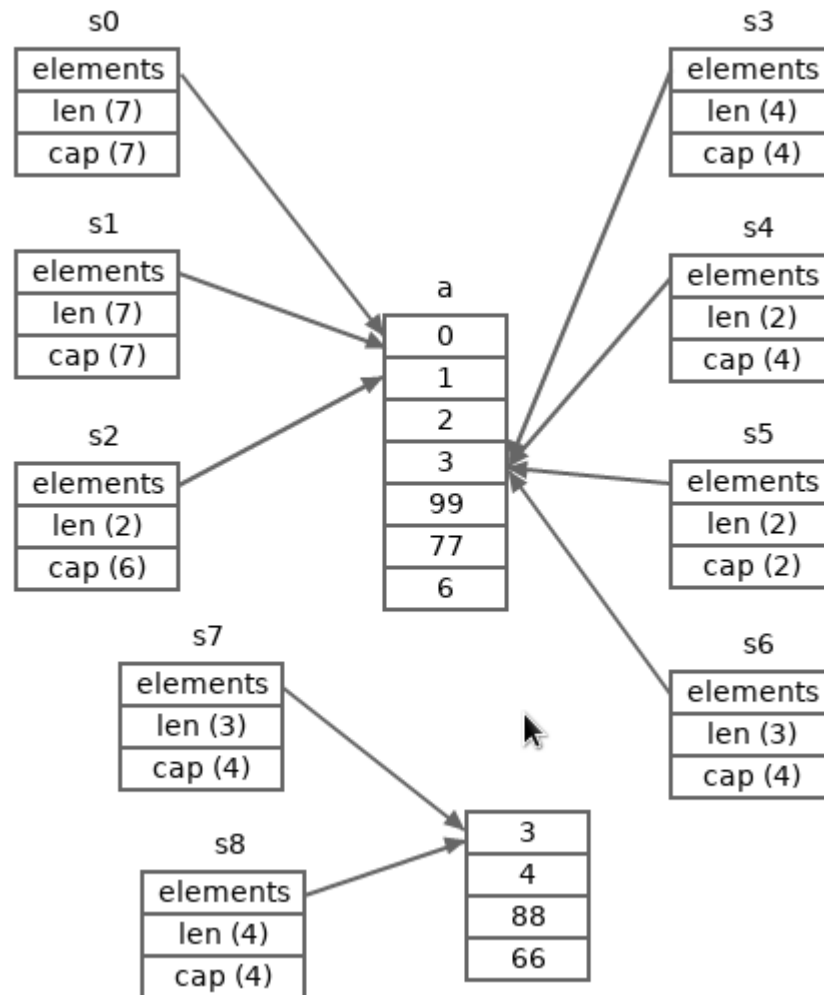 s0
elements
len (7)
cap (7)
s1
elements
len (7)
cap (7)
s2
elements
len (2)
cap (6)
a
0
1
2
3
99
77
6
s3
elements
len (4)
cap (4)
s4
elements
len (2)
cap (4)
s5
elements
len (2)
cap (2)
s6
elements
len (3)
cap (4)
s7
elements
len (3)
cap (4)
s8
elements
len (4)
cap (4)
3
4
88
66